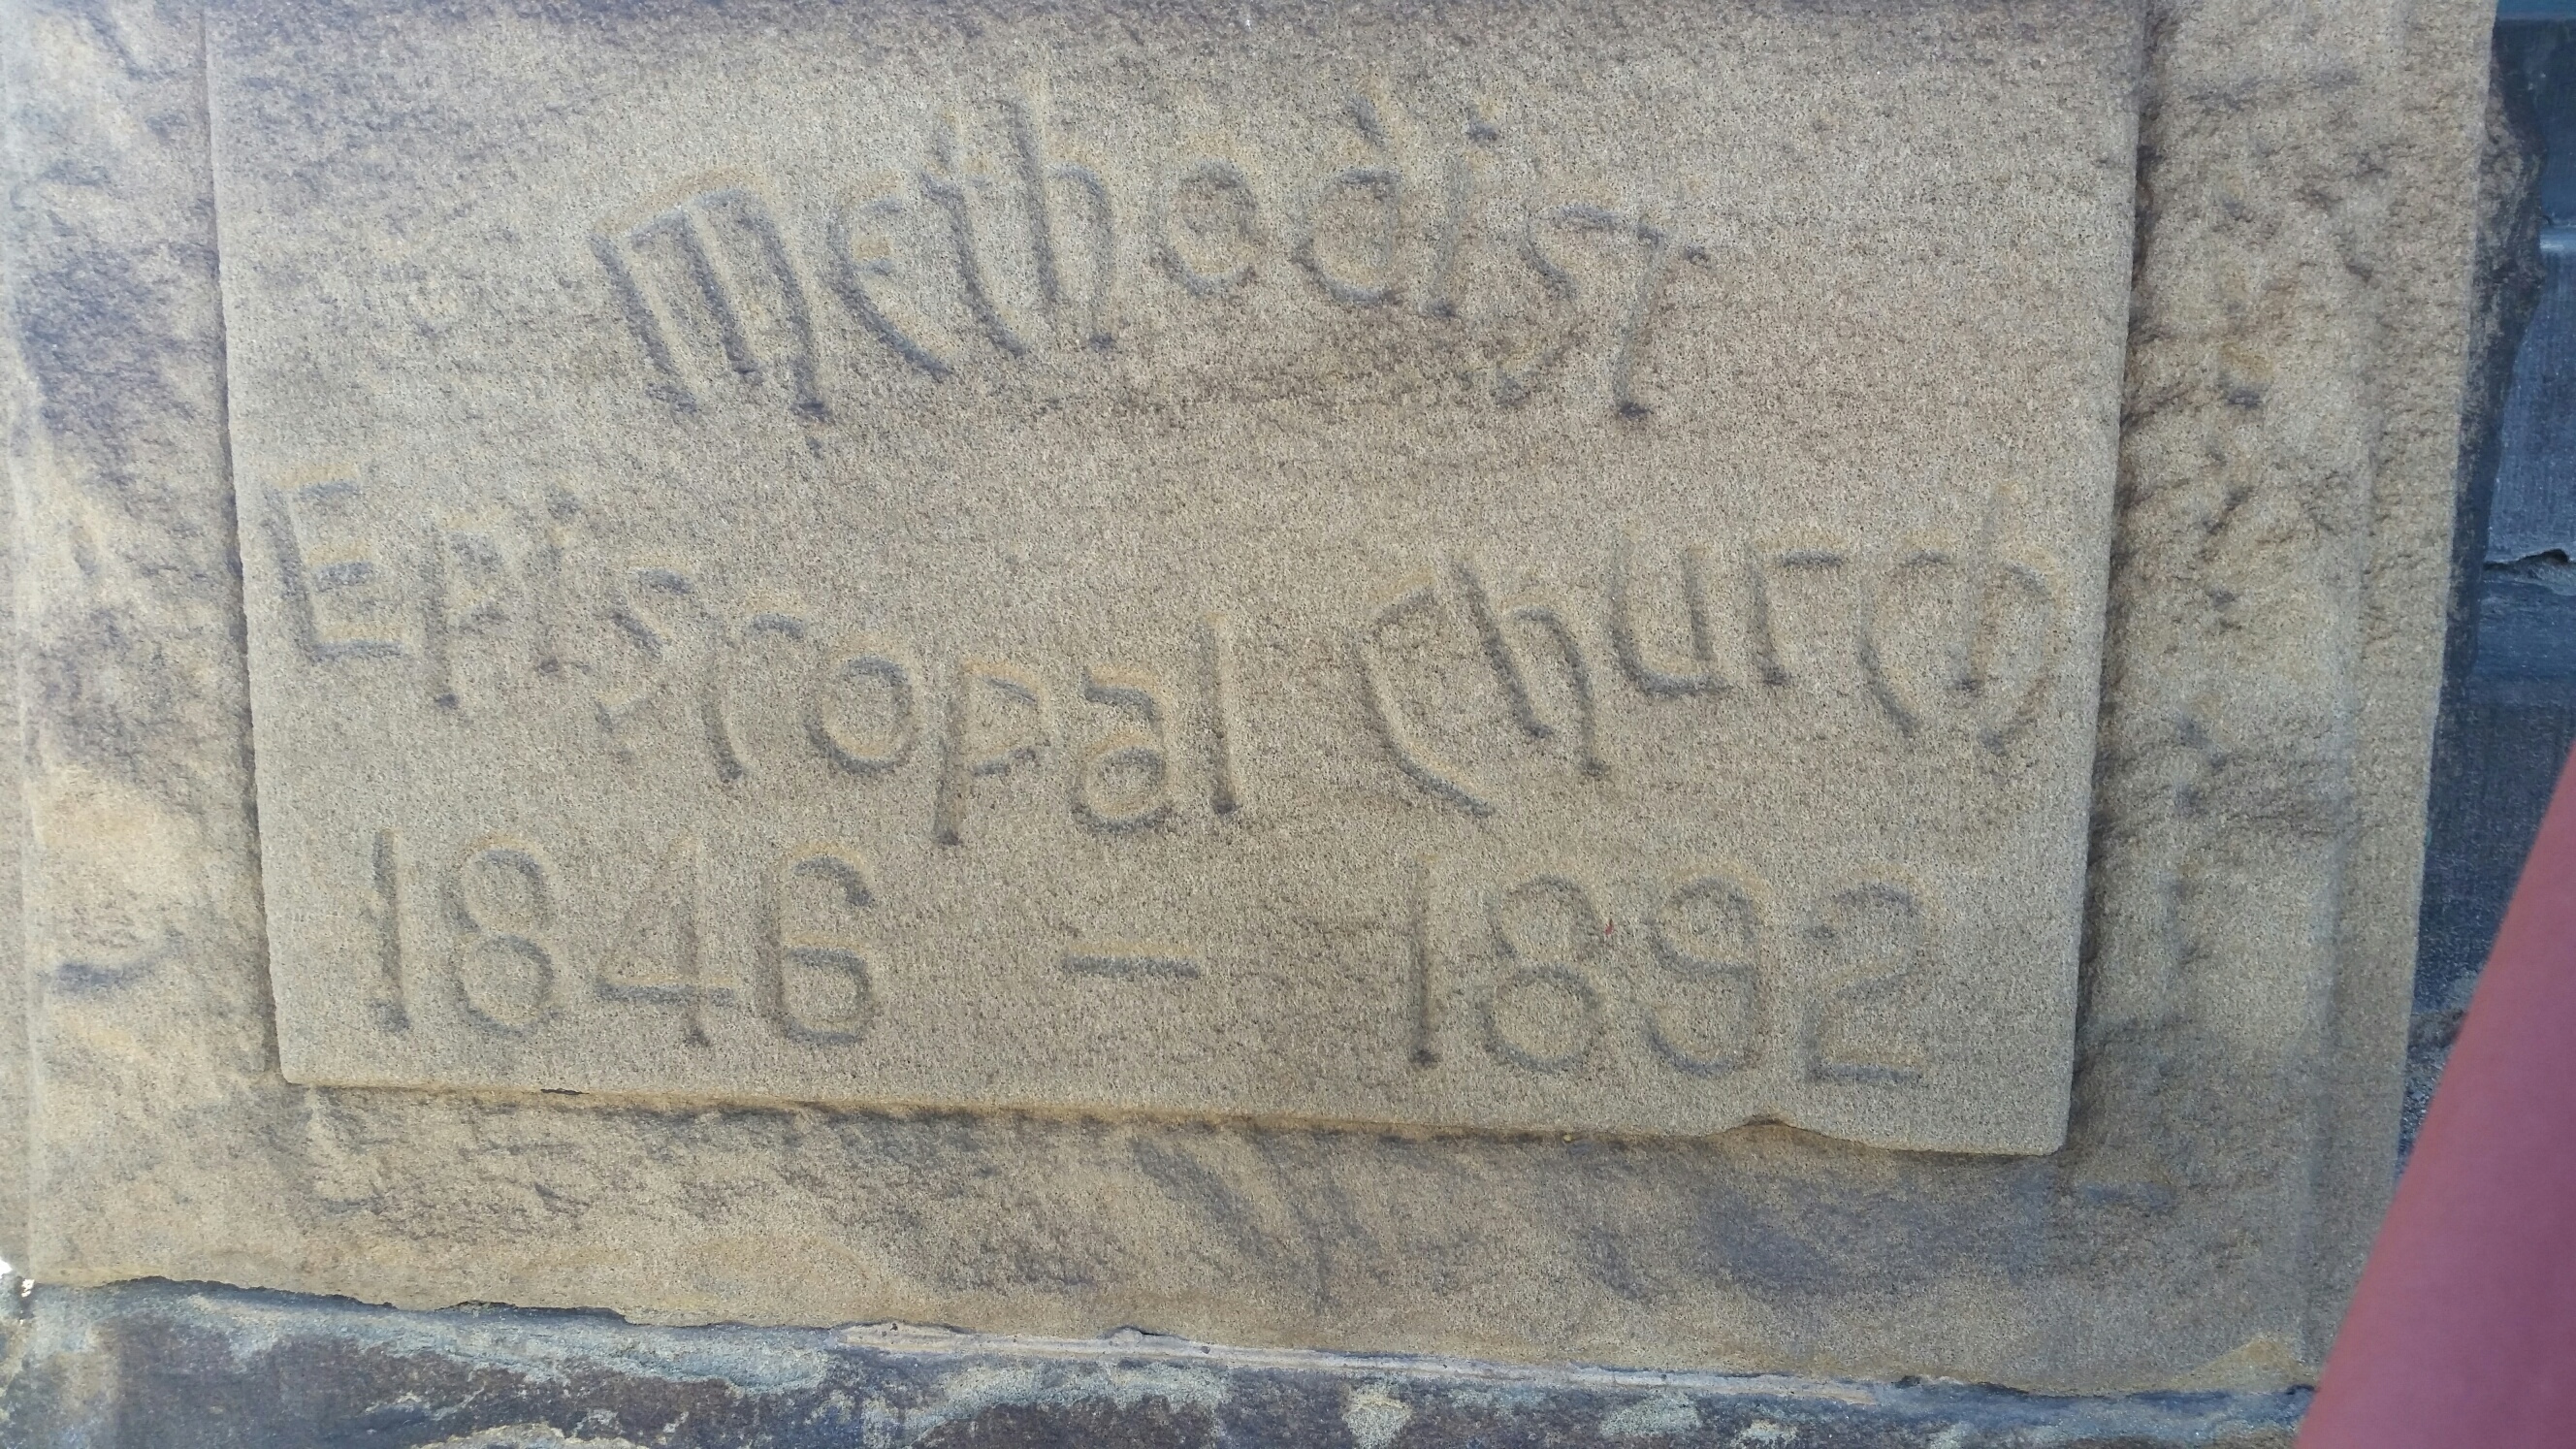 Methodist
Episcopal Church
1846 — 1892